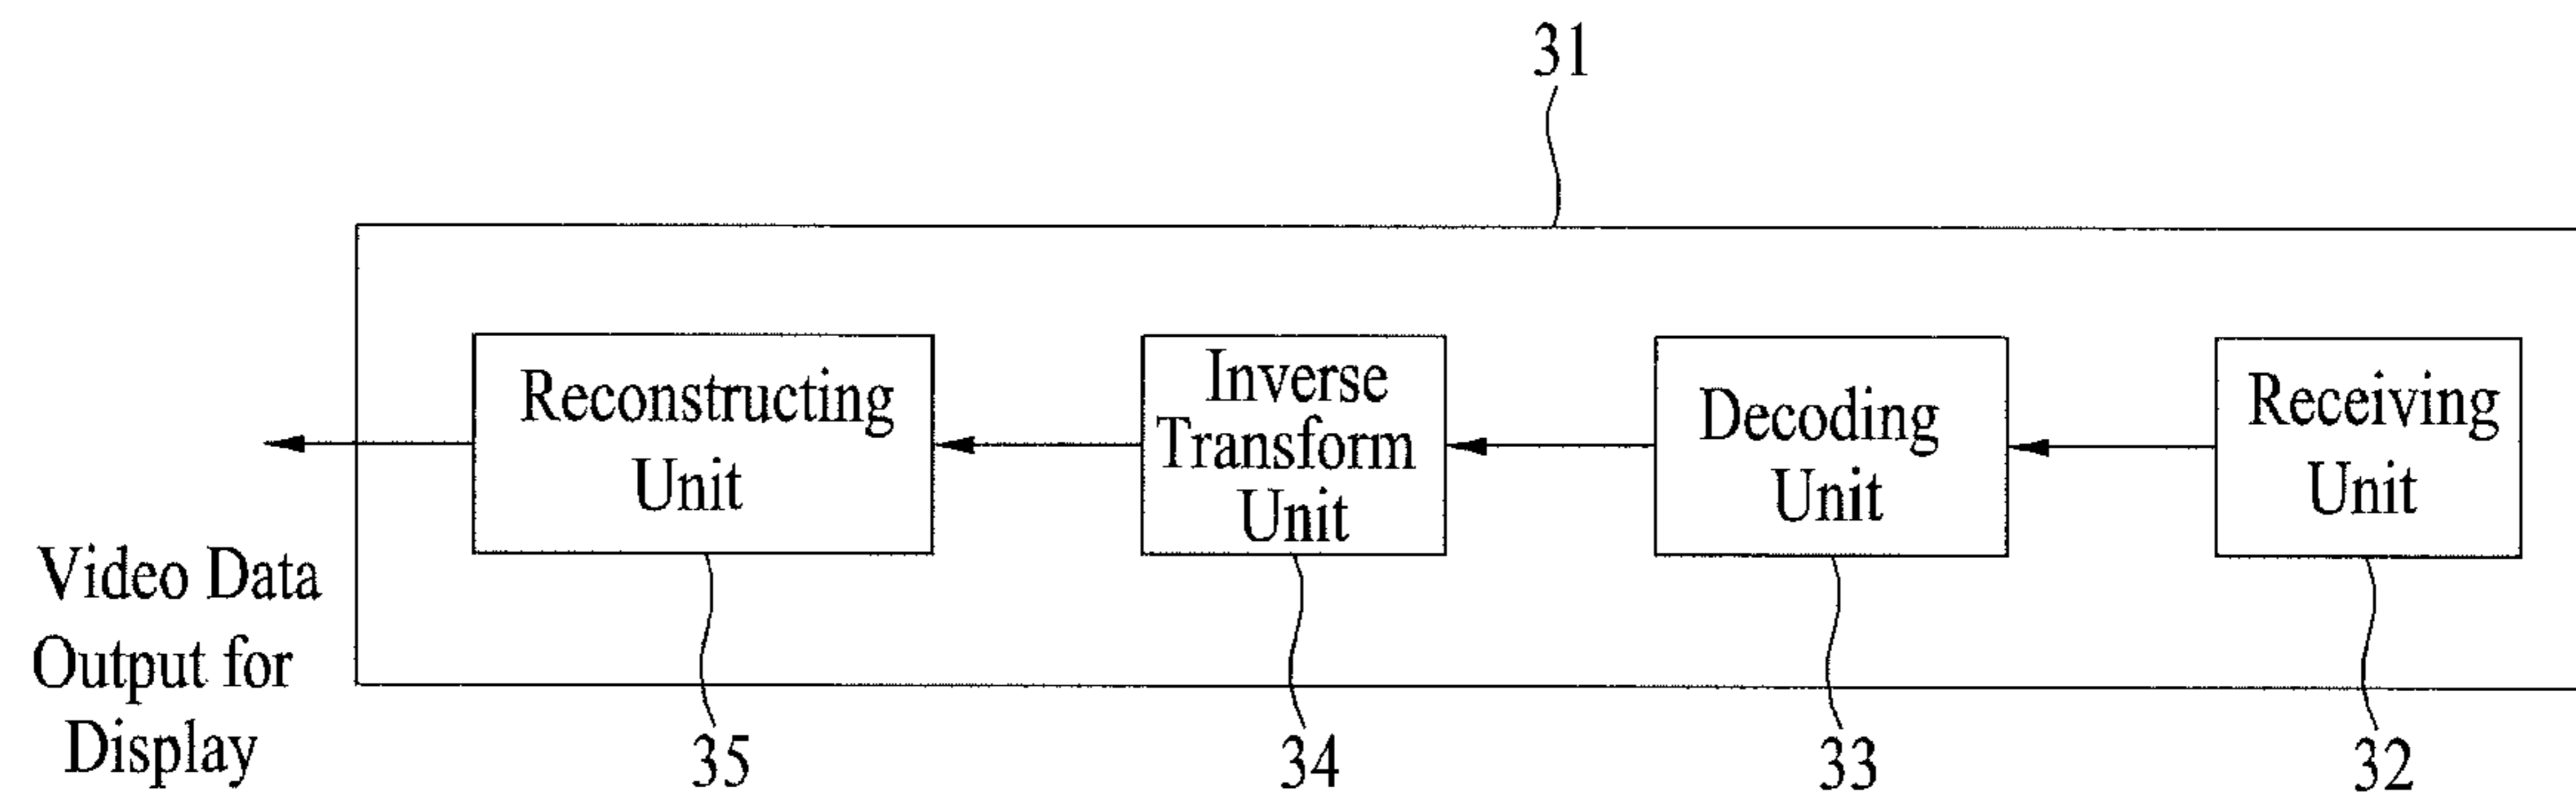 31
Reconstructing
Unit
Inverse
Transform
Unit
Decoding
Unit
Receiving
Unit
Video Data
Output for
Display
35
34
33
32